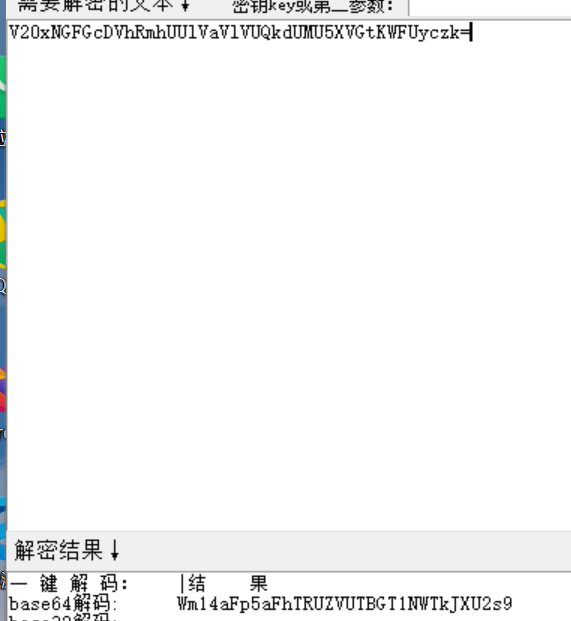 需要解密的文本↓ 密钥key或第二参数:
V20xNGFGcDVhRmhUUlVaVlVUQkdUMU5XVGtKWFUyczk=
解密结果↓
一 键 解 码: |结 果
base64解码: Wm14aFp5aFhTRUZVUTBGT1NWTkJXU2s9